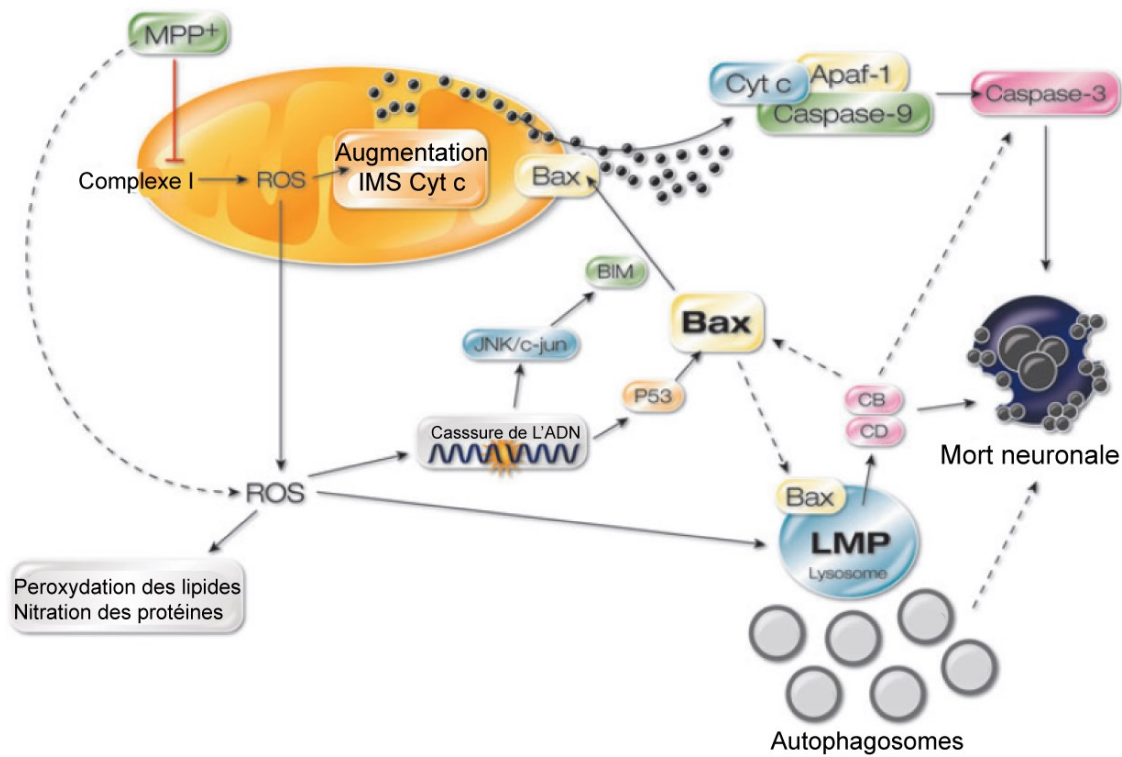 MPP+
Cyt c
Apaf-1
Caspase-9
Caspase-3
Complexe I
ROS
Augmentation
IMS Cyt c
Bax
BIM
JNK/c-jun
Bax
P53
CB
CD
Casssure de L'ADN
Mort neuronale
ROS
Bax
LMP
Lysosome
Peroxydation des lipides
Nitration des protéines
Autophagosomes